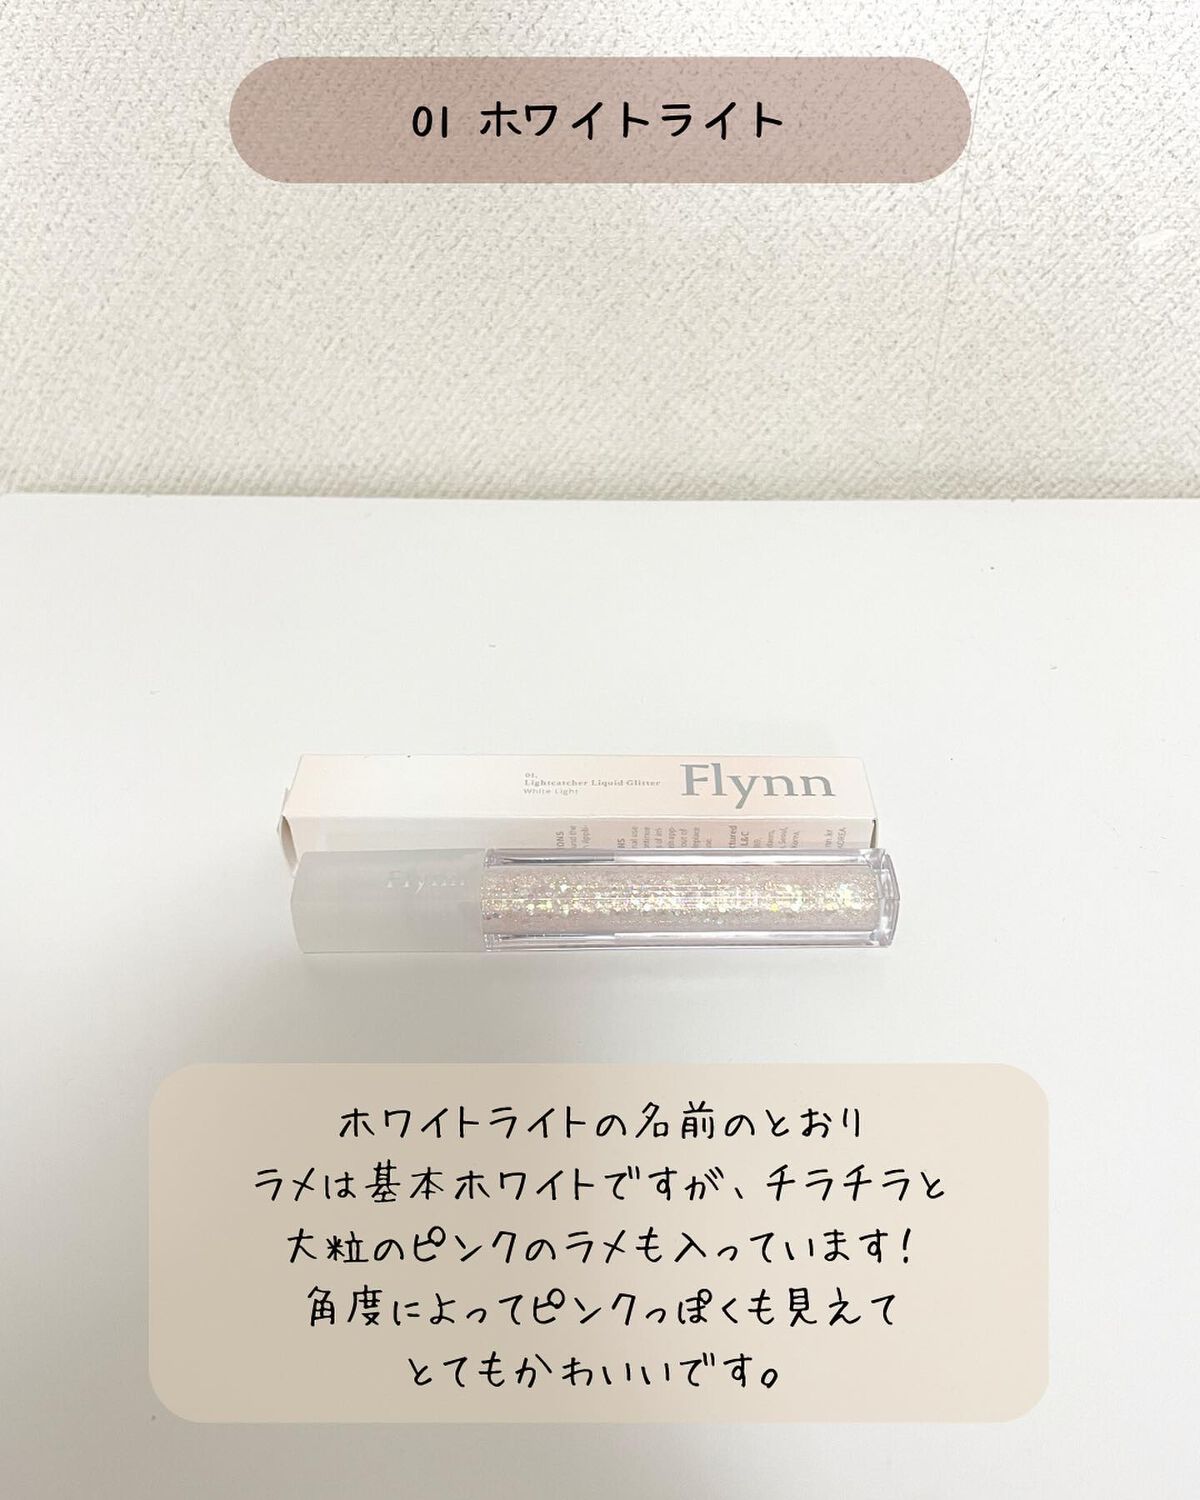 01 ホワイトライト
Flynn
01.
Lightcatcher Liquid Glitter
White Light
Flynn
ホワイトライトの名前のとおり
ラメは基本ホワイトですが、チラチラと
大粒のピンクのラメも入っています!
角度によってピンクっぽくも見えて
とてもかわいいです。